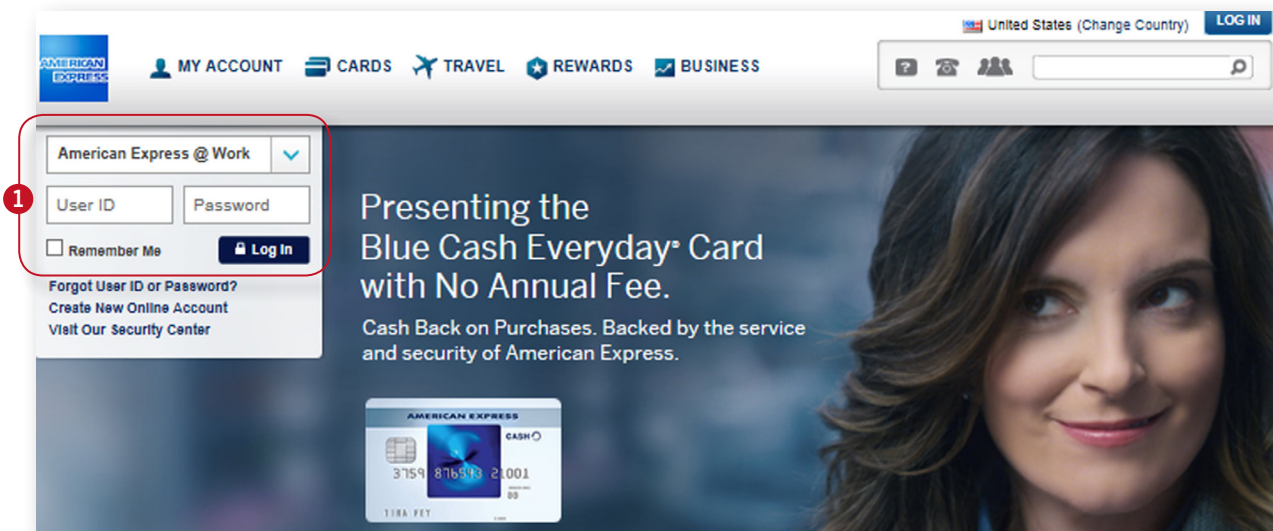 United States (Change Country)
LOG IN
AMERICAN
EXPRESS
MY ACCOUNT
CARDS
TRAVEL
REWARDS
BUSINESS
?
1
American Express @ Work
User ID
Password
Remember Me
Log In
Forgot User ID or Password?
Create New Online Account
Visit Our Security Center
Presenting the
Blue Cash Everyday® Card
with No Annual Fee.
Cash Back on Purchases. Backed by the service
and security of American Express.
AMERICAN EXPRESS
CASH
3759 876543 21001
88
TINA FEY